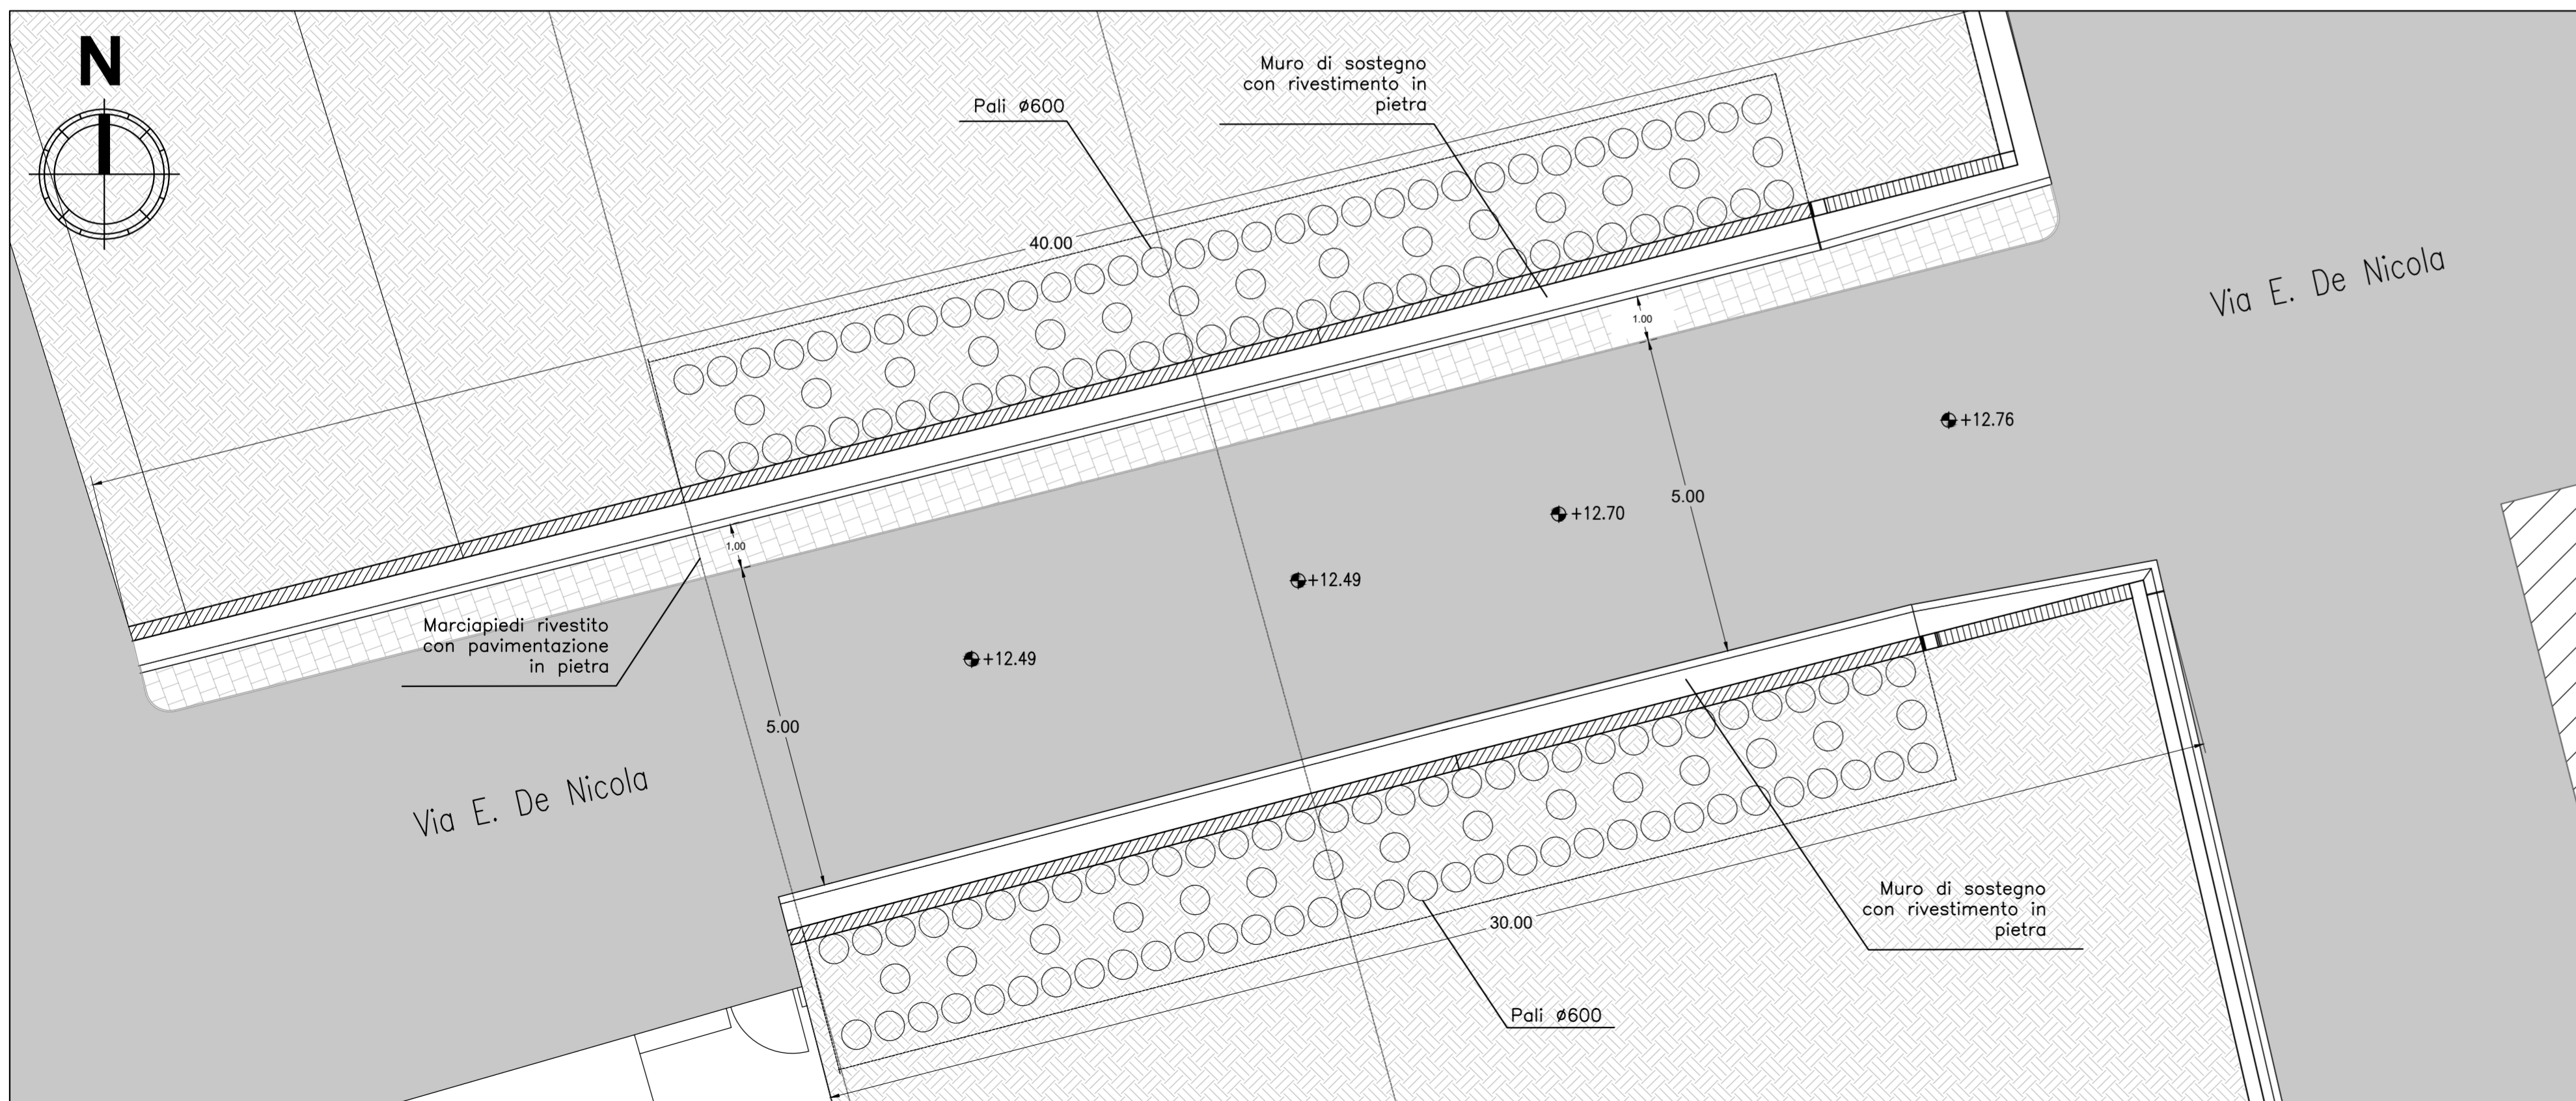 N
Muro di sostegno
con rivestimento in
pietra
Pali ø600
40.00
Via E. De Nicola
1.00
+12.76
5.00
+12.70
1,00
+12.49
Marciapiedi rivestito
con pavimentazione
in pietra
+12.49
5.00
Via E. De Nicola
Muro di sostegno
con rivestimento in
pietra
30.00
Pali ø600